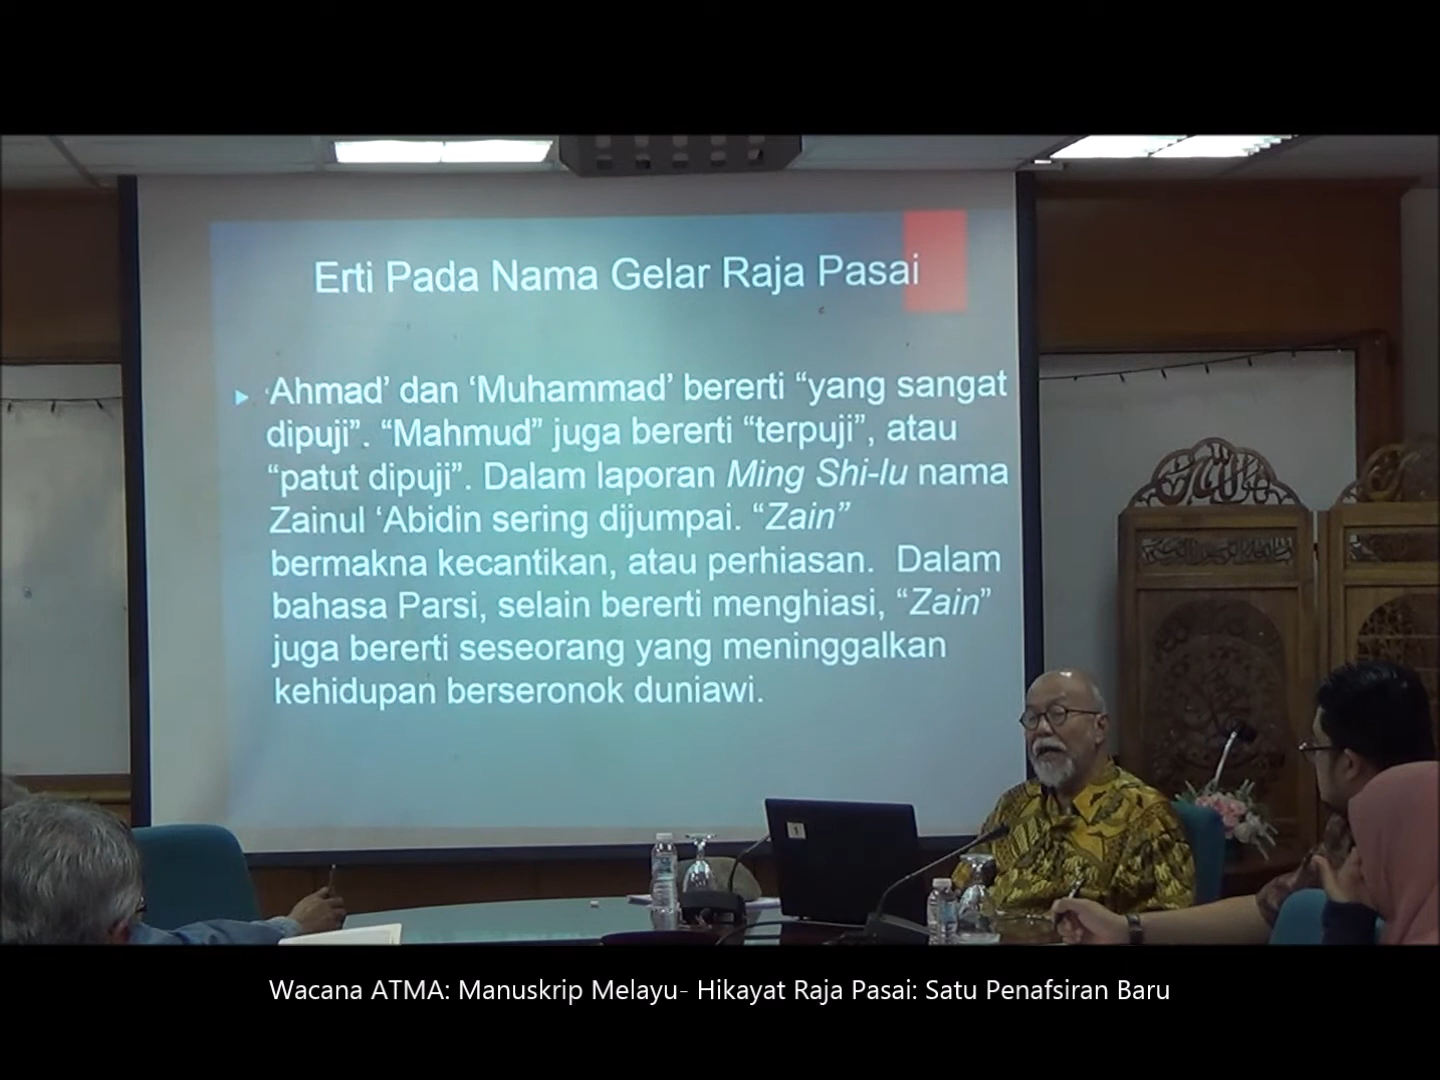 Erti Pada Nama Gelar Raja Pasai
‘Ahmad’ dan ‘Muhammad’ bererti “yang sangat
dipuji”. “Mahmud” juga bererti “terpuji”, atau
“patut dipuji”. Dalam laporan Ming Shi-lu nama
Zainul ‘Abidin sering dijumpai. “Zain”
bermakna kecantikan, atau perhiasan. Dalam
bahasa Parsi, selain bererti menghiasi, “Zain”
juga bererti seseorang yang meninggalkan
kehidupan berseronok duniawi.
Wacana ATMA: Manuskrip Melayu- Hikayat Raja Pasai: Satu Penafsiran Baru